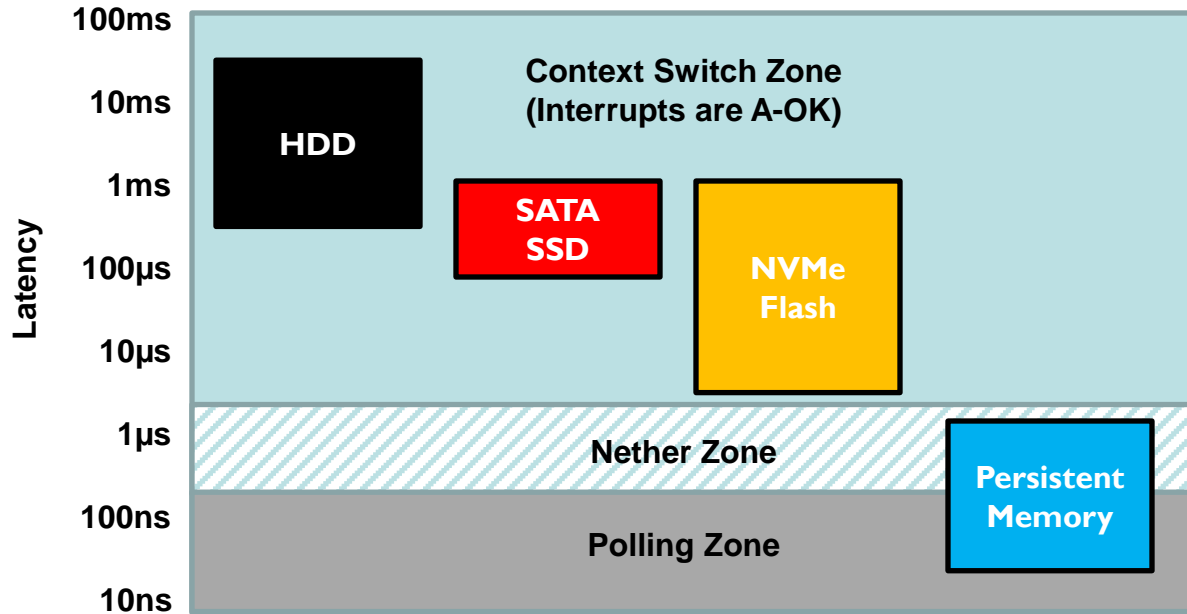 100ms
10ms
1ms
100µs
10µs
1µs
100ns
10ns
Latency
Context Switch Zone
(Interrupts are A-OK)
HDD
SATA
SSD
NVMe
Flash
Nether Zone
Persistent
Memory
Polling Zone